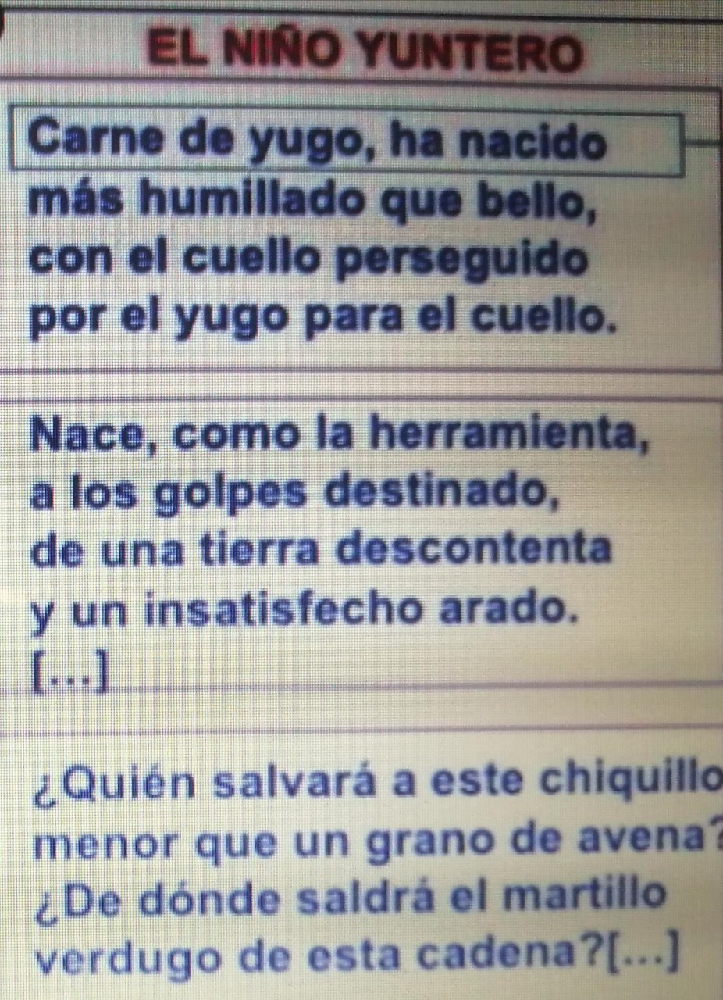 EL NIÑO YUNTERO
Carne de yugo, ha nacido
más humillado que bello,
con el cuello perseguido
por el yugo para el cuello.
Nace, como la herramienta,
a los golpes destinado,
de una tierra descontenta
y un insatisfecho arado.
[...]
¿Quién salvará a este chiquillo
menor que un grano de avena?
¿De dónde saldrá el martillo
verdugo de esta cadena?[...]